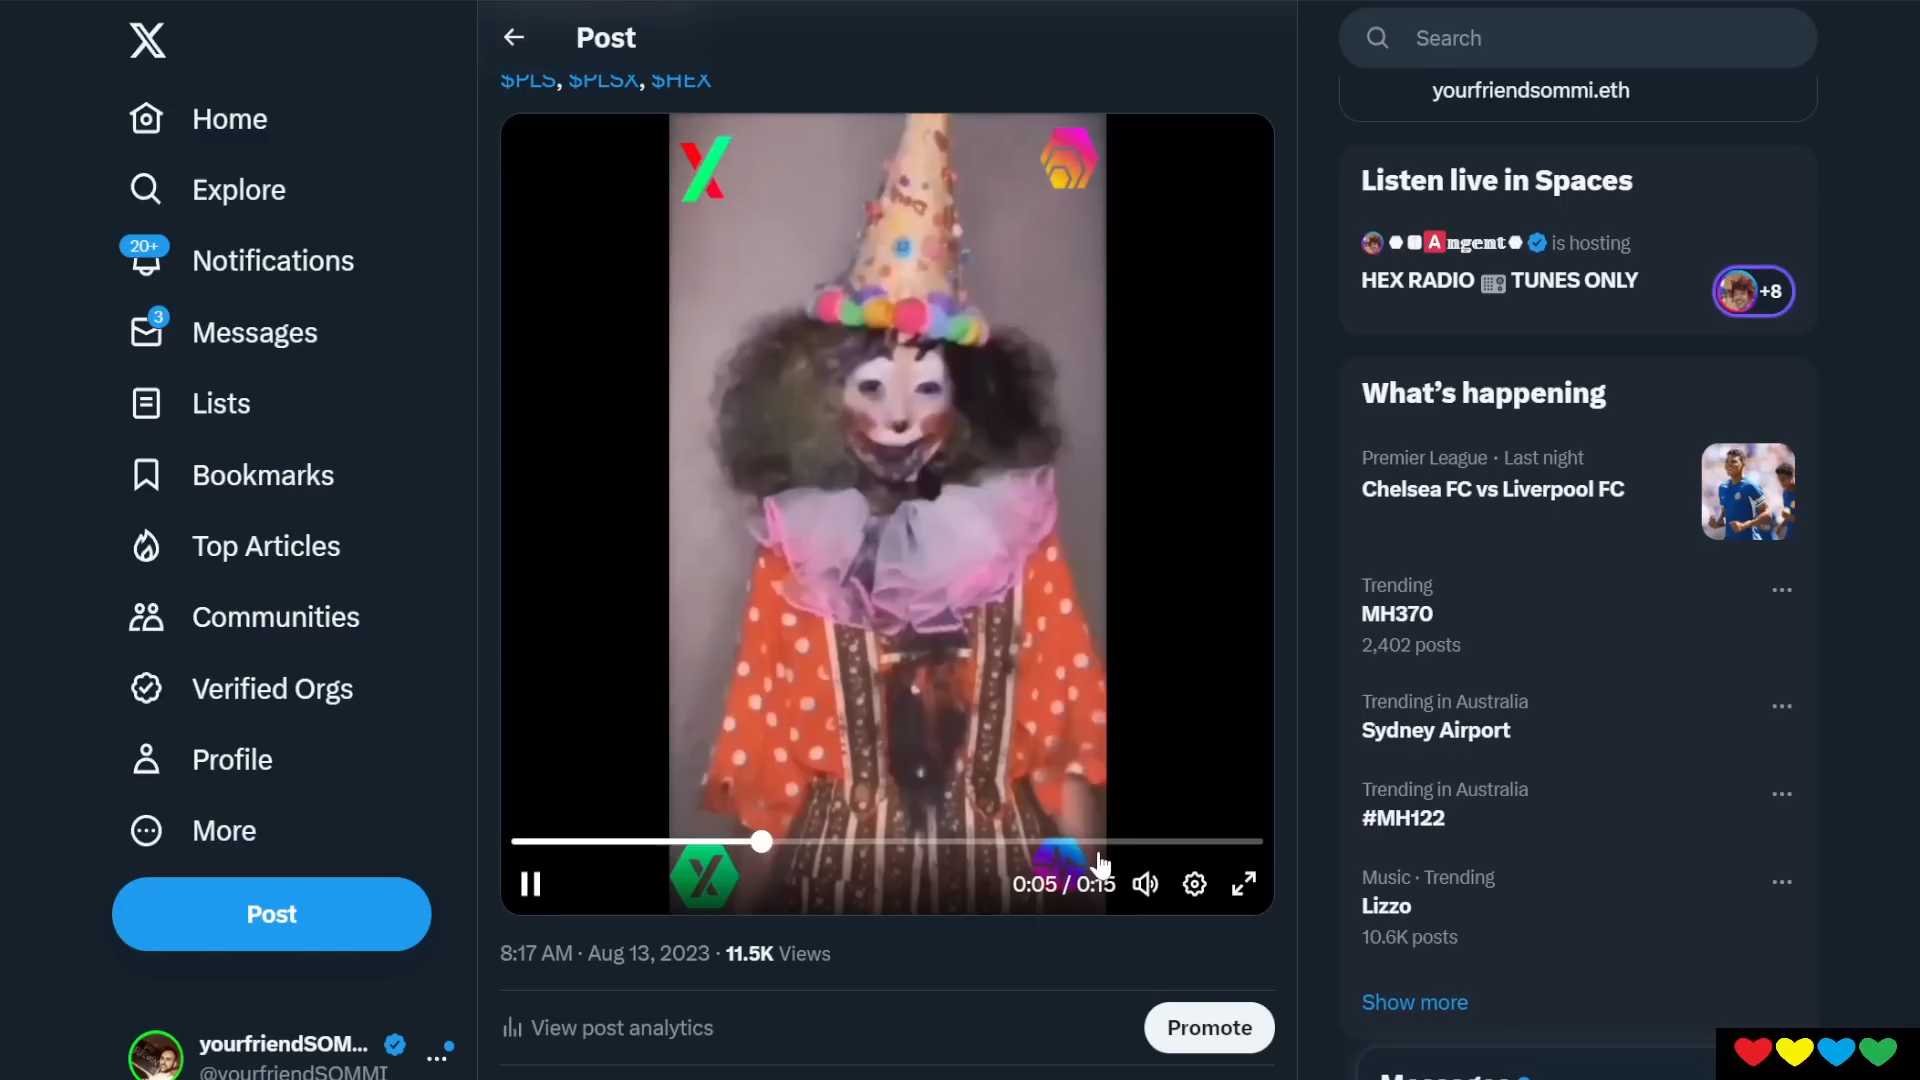 Home
Explore
20+
Notifications
3
Messages
Lists
Bookmarks
Top Articles
Communities
Verified Orgs
Profile
More
Post
yourfriendSOM...
@yourfriendSOMMI
Post
$PLS, $PLSX, $HEX
0:05 / 0:15
8:17 AM · Aug 13, 2023 · 11.5K Views
View post analytics
Promote
Search
yourfriendsommi.eth
Listen live in Spaces
🅰ngent is hosting
HEX RADIO 📻 TUNES ONLY
+8
What's happening
Premier League · Last night
Chelsea FC vs Liverpool FC
Trending
MH370
2,402 posts
Trending in Australia
Sydney Airport
Trending in Australia
#MH122
Music · Trending
Lizzo
10.6K posts
Show more